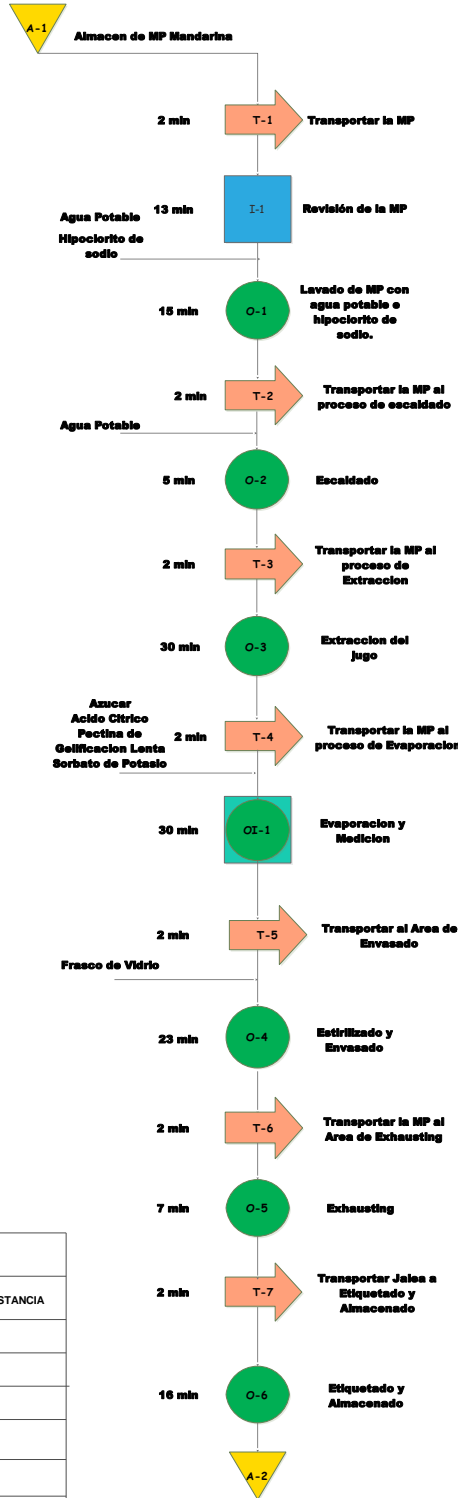 A-1
Almacen de MP Mandarina
2 min
T-1
Transportar la MP
Agua Potable
13 min
I-1
Revisión de la MP
Hipoclorito de
sodio
15 min
O-1
Lavado de MP con
agua potable e
hipoclorito de
sodio.
2 min
T-2
Transportar la MP al
proceso de escaldado
Agua Potable
5 min
O-2
Escaldado
2 min
T-3
Transportar la MP al
proceso de
Extraccion
30 min
O-3
Extraccion del
jugo
Azucar
Acido Citrico
Pectina de
Gelificacion Lenta
Sorbato de Potasio
2 min
T-4
Transportar la MP al
proceso de Evaporacion
30 min
OI-1
Evaporacion y
Medicion
2 min
T-5
Transportar al Area de
Envasado
Frasco de Vidrio
23 min
O-4
Estirilizado y
Envasado
2 min
T-6
Transportar la MP al
Area de Exhausting
7 min
O-5
Exhausting
STANCIA
2 min
T-7
Transportar Jalea a
Etiquetado y
Almacenado
16 min
O-6
Etiquetado y
Almacenado
A-2